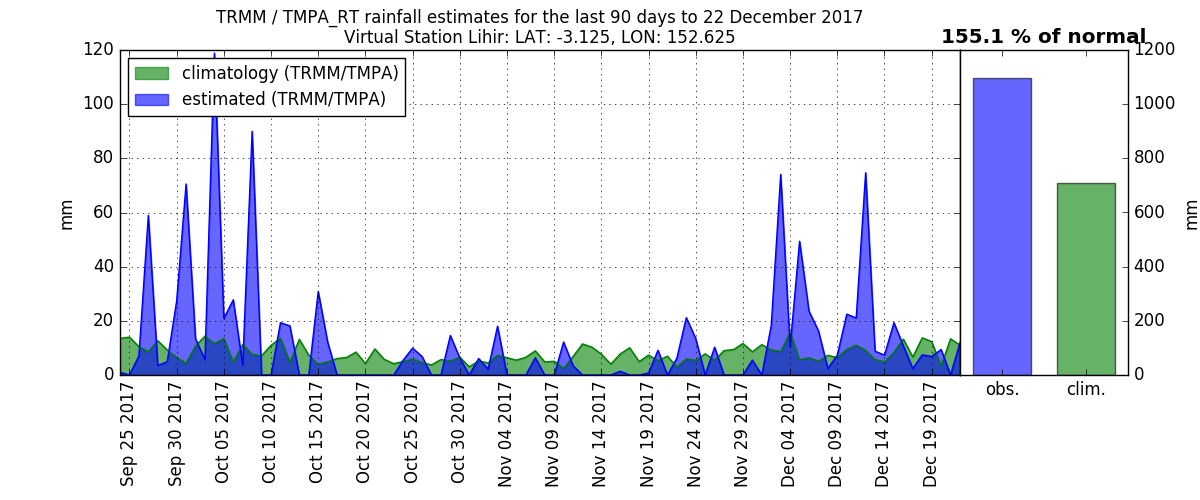 TRMM / TMPA_RT rainfall estimates for the last 90 days to 22 December 2017
Virtual Station Lihir: LAT: -3.125, LON: 152.625
155.1 % of normal
climatology (TRMM/TMPA)
estimated (TRMM/TMPA)
120
100
80
60
40
20
0
mm
Sep 25 2017
Sep 30 2017
Oct 05 2017
Oct 10 2017
Oct 15 2017
Oct 20 2017
Oct 25 2017
Oct 30 2017
Nov 04 2017
Nov 09 2017
Nov 14 2017
Nov 19 2017
Nov 24 2017
Nov 29 2017
Dec 04 2017
Dec 09 2017
Dec 14 2017
Dec 19 2017
1200
1000
800
600
400
200
0
mm
obs.
clim.